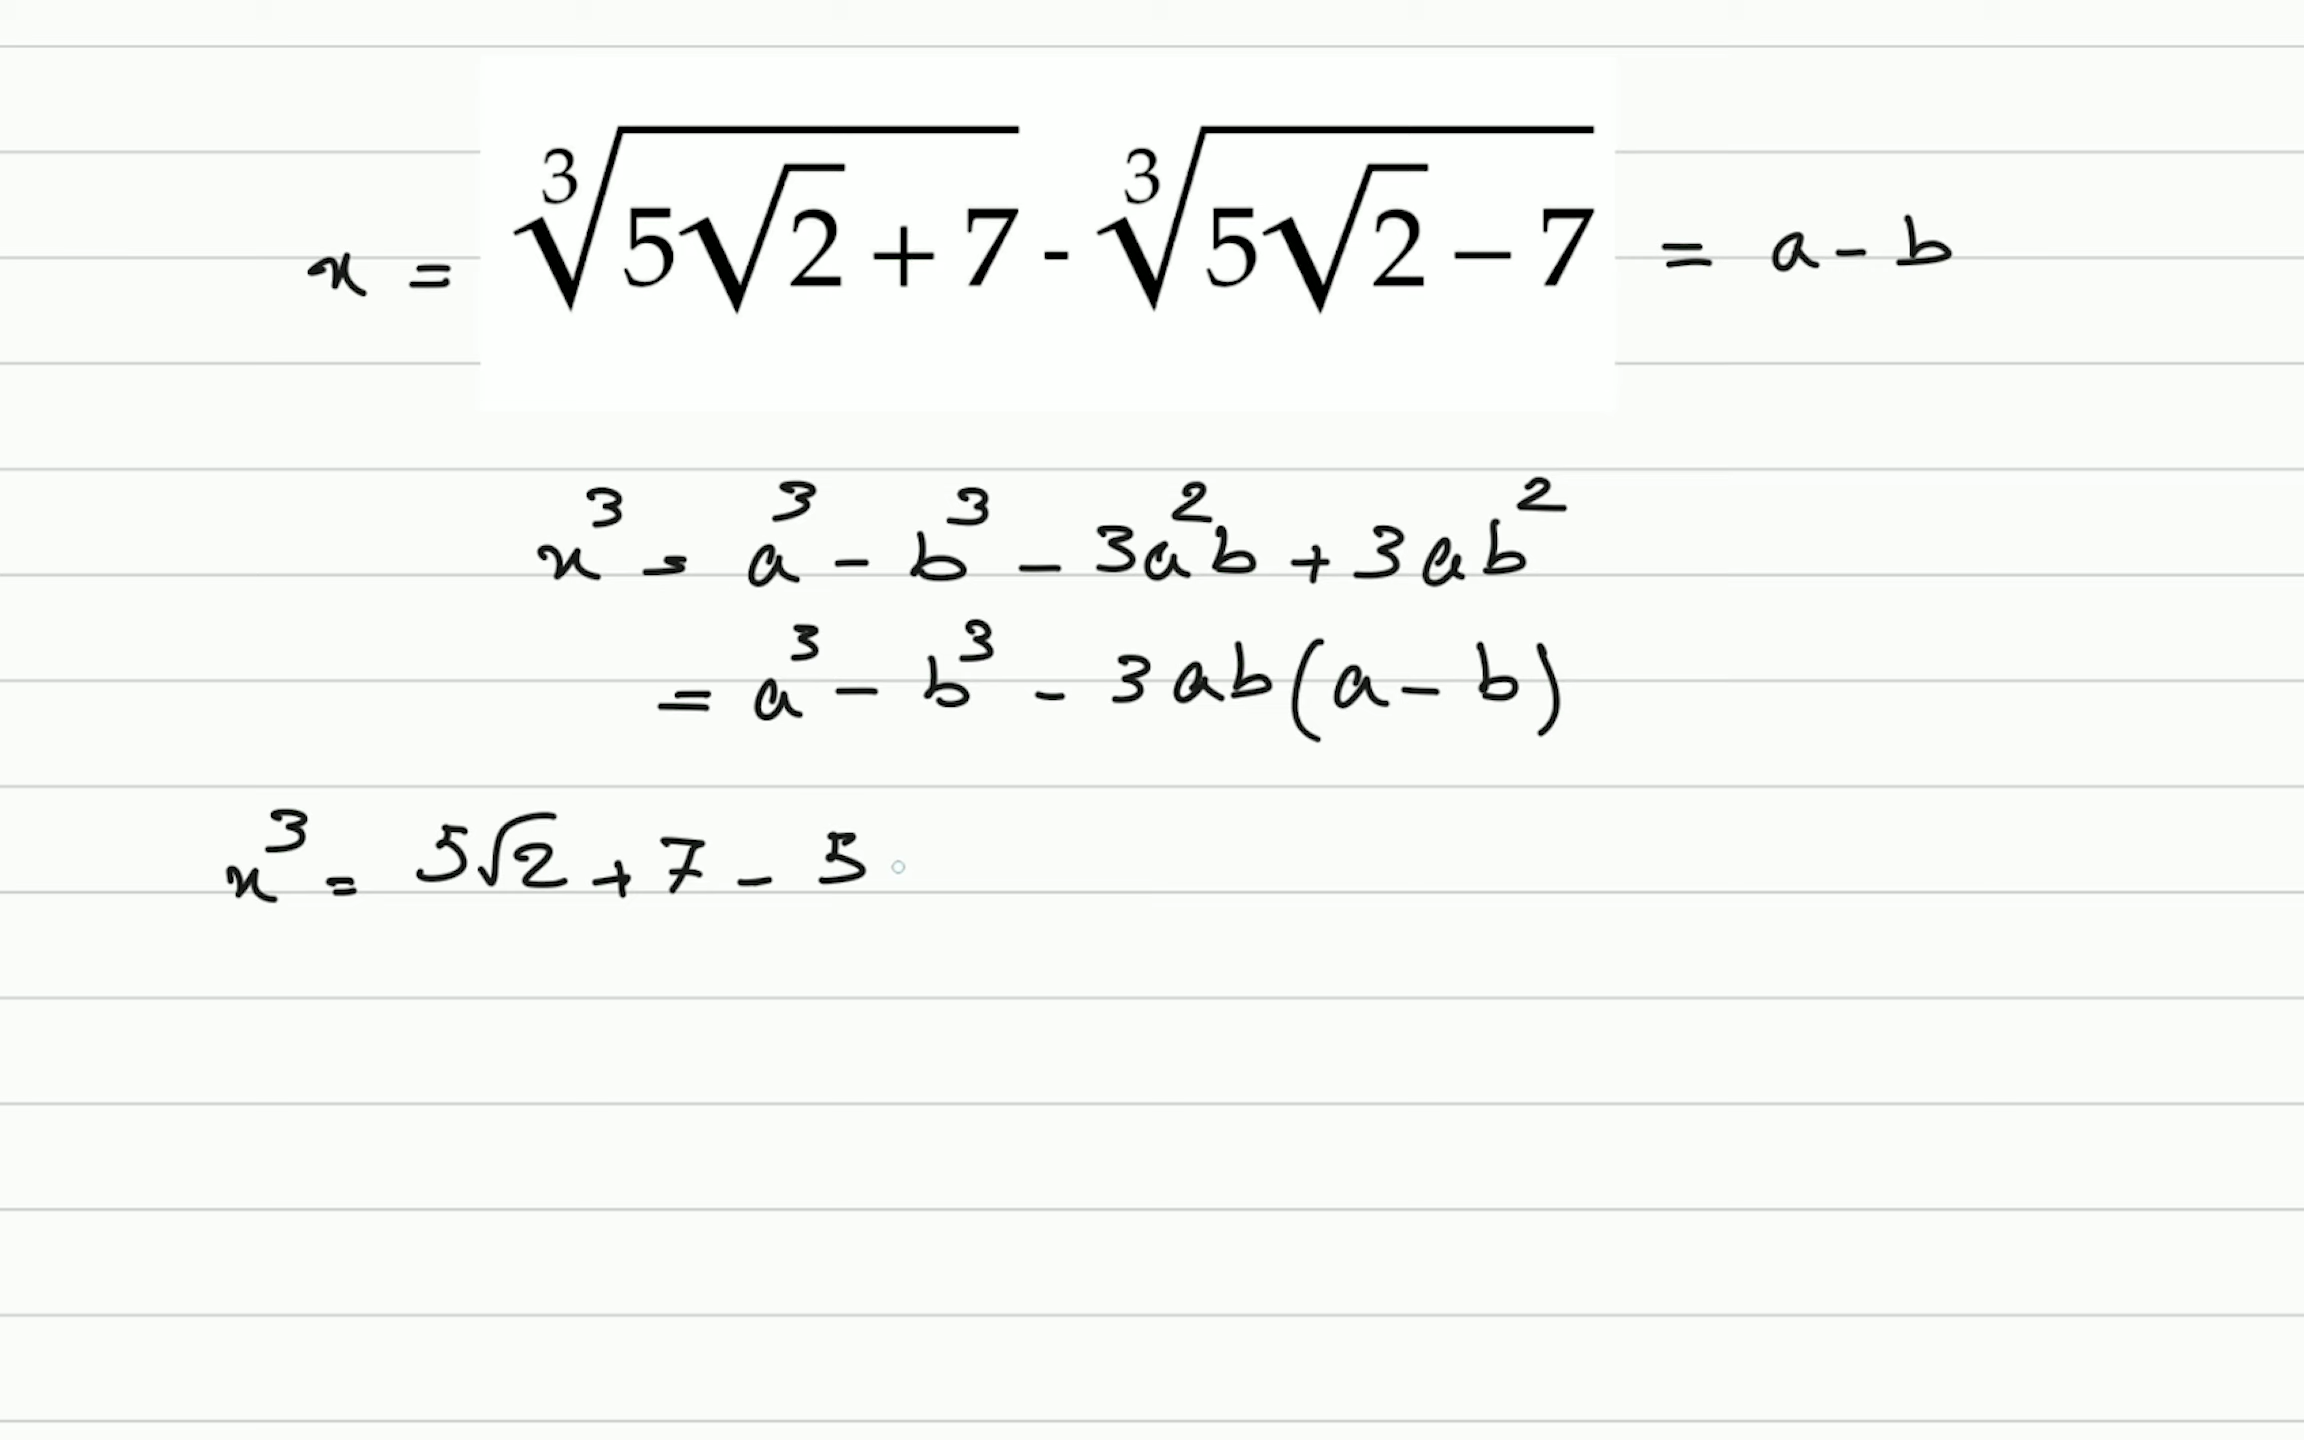 x = ∛(5√2 + 7) - ∛(5√2 − 7) = a - b
x³ = a³ - b³ - 3a²b + 3ab²
= a³ - b³ - 3ab(a - b)
x³ = 5√2 + 7 - 5